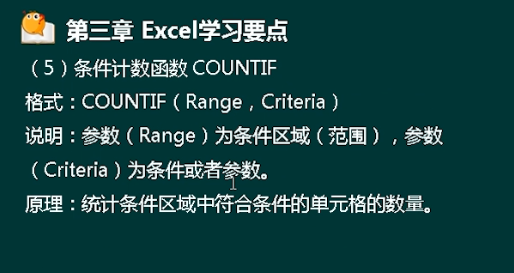 第三章 Excel学习要点
（5）条件计数函数 COUNTIF
格式：COUNTIF（Range，Criteria）
说明：参数（Range）为条件区域（范围），参数
（Criteria）为条件或者参数。
原理：统计条件区域中符合条件的单元格的数量。